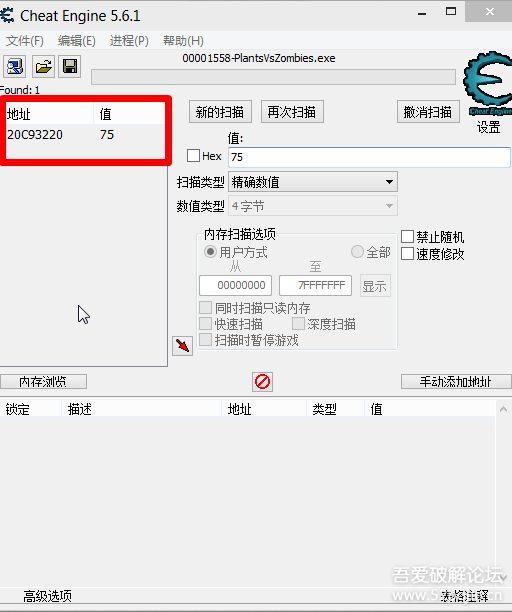 Cheat Engine 5.6.1
文件(F) 编辑(E) 进程(P) 帮助(H)
00001558-PlantsVsZombies.exe
Found: 1
Cheat Engine
设置
地址 值
20C93220 75
新的扫描 再次扫描 撤消扫描
值:
Hex 75
扫描类型 精确数值
数值类型 4 字节
内存扫描选项
用户方式 全部
从 至
00000000 7FFFFFFF 显示
同时扫描只读内存
快速扫描 深度扫描
扫描时暂停游戏
禁止随机
速度修改
内存浏览 手动添加地址
锁定 描述 地址 类型 值
吾爱破解论坛
高级选项 表格注释